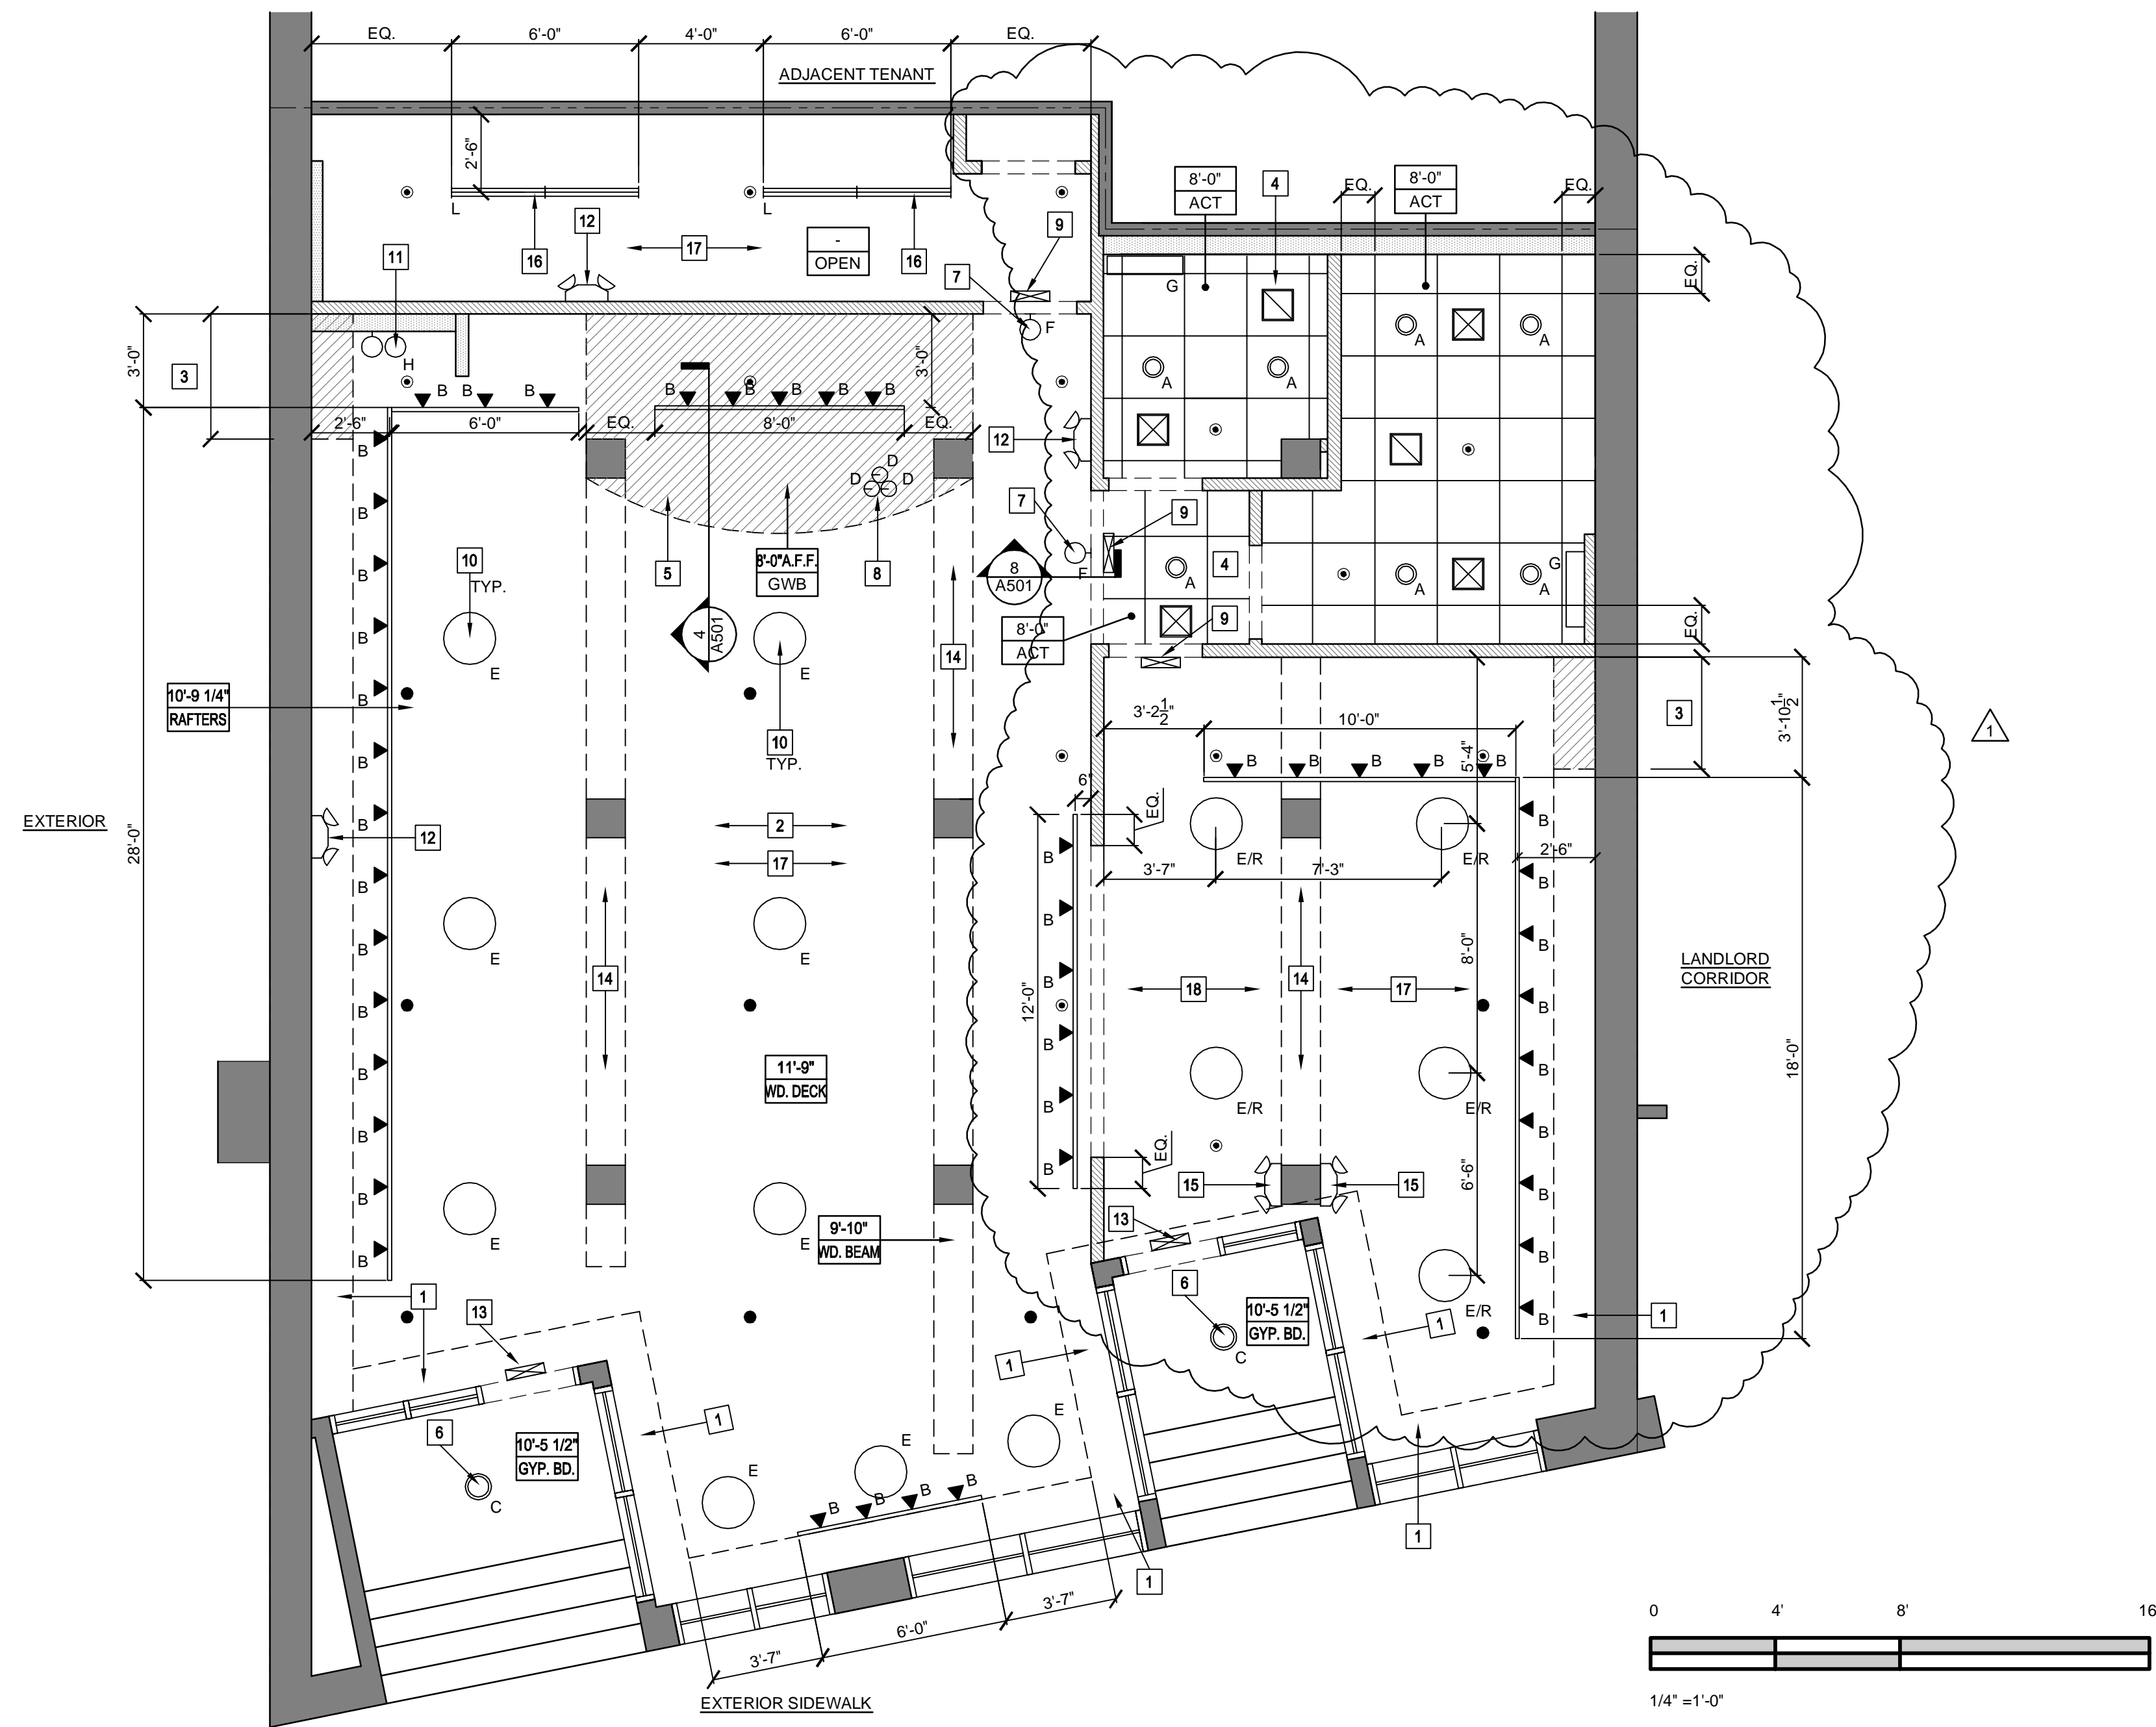 EQ.
6'-0"
4'-0"
6'-0"
EQ.
ADJACENT TENANT
2'-6"
8'-0"
ACT
4
EQ.
8'-0"
ACT
EQ.
L
L
12
9
17
-
OPEN
11
16
16
7
G
EQ.
3'-0"
3
H
3'-0"
F
A
A
A
A
B
B
B
B
B
B
B
B
2'-6"
6'-0"
EQ.
8'-0"
EQ.
12
B
D
D
D
7
9
B
10
TYP.
5
8'-0"A.F.F.
GWB
8
8
A501
F
A
4
A
A
G
B
4
A501
14
8'-0"
ACT
9
EQ.
B
E
E
10'-9 1/4"
RAFTERS
B
10
TYP.
3'-2 1/2"
10'-0"
5'-4"
3
3'-10 1/2"
1
B
B
B
B
B
B
6"
EQ.
EXTERIOR
28'-0"
B
12
2
17
B
E/R
E/R
B
2'-6"
3'-7"
7'-3"
B
B
B
B
E
E
B
8'-0"
LANDLORD
CORRIDOR
14
12'-0"
B
18
14
17
B
B
B
B
B
11'-9"
WD. DECK
18'-0"
B
B
E/R
E/R
B
B
EQ.
B
6'-6"
B
15
15
B
9'-10"
WD. BEAM
13
E
E
B
B
1
13
6
10'-5 1/2"
GYP. BD.
E/R
B
1
1
1
C
1
E
E
E
6
10'-5 1/2"
GYP. BD.
C
B
B
B
B
1
1
3'-7"
6'-0"
3'-7"
EXTERIOR SIDEWALK
0
4'
8'
16
1/4" =1'-0"